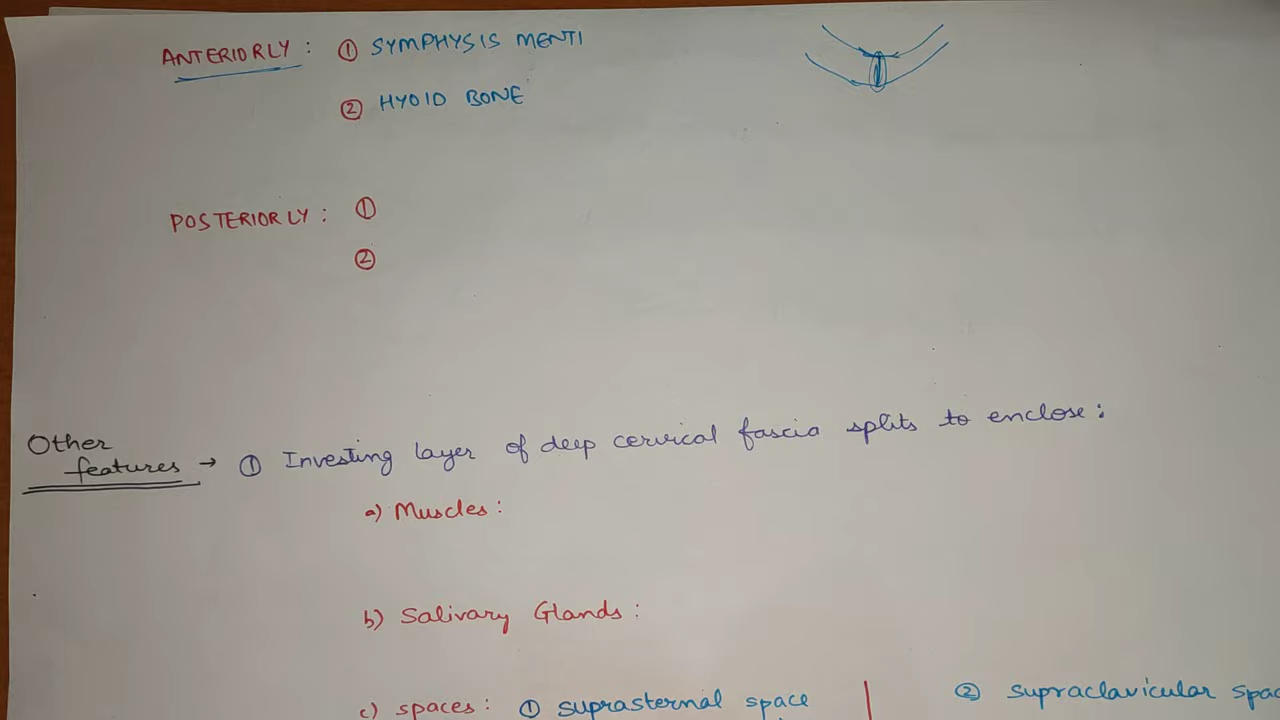 ANTERIORLY : ① SYMPHYSIS MENTI
② HYOID BONE
POSTERIORLY : ①
②
Other
features → ① Investing layer of deep cervical fascia splits to enclose :
a) Muscles :
b) Salivary Glands :
c) spaces : ① suprasternal space
② supraclavicular spac